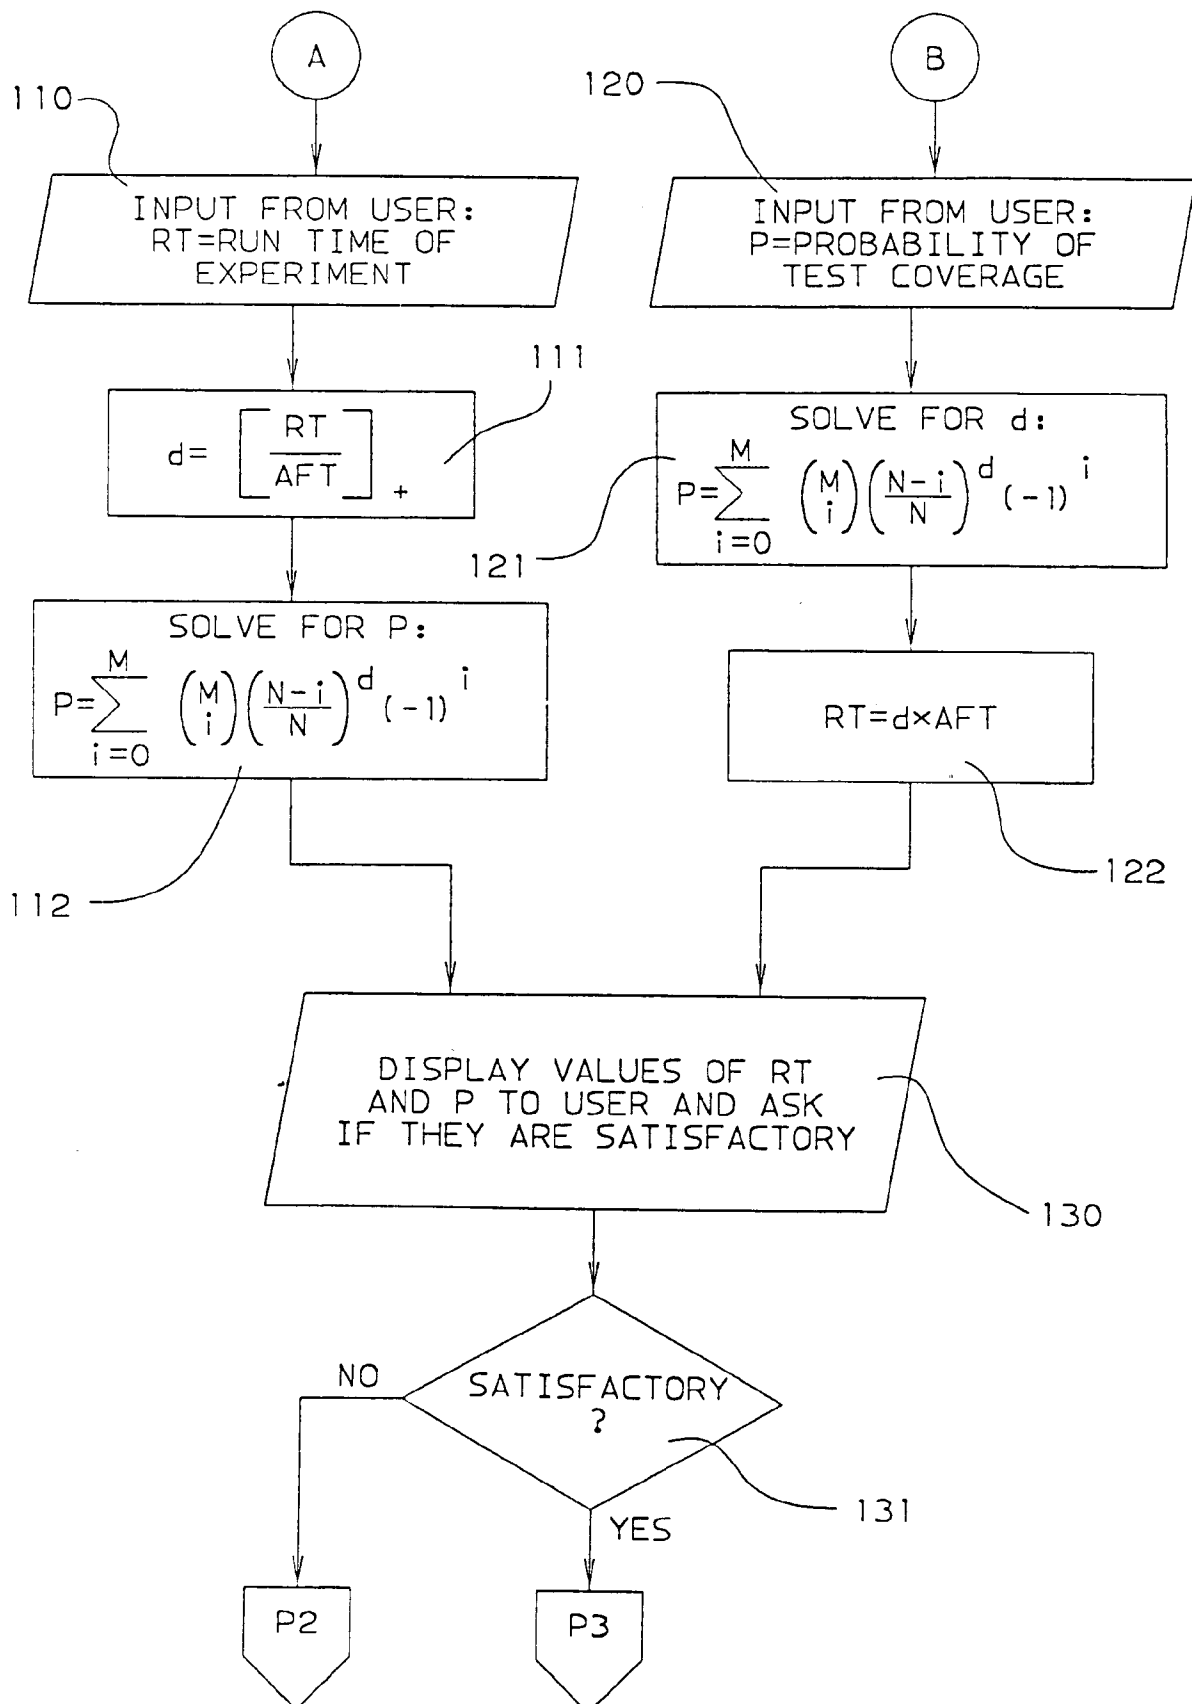 A
110
INPUT FROM USER:
RT=RUN TIME OF
EXPERIMENT
111
d= [RT/AFT]+
SOLVE FOR P:
P=∑_{i=0}^{M} (M i) ((N-i)/N)^d (-1)^i
112
B
120
INPUT FROM USER:
P=PROBABILITY OF
TEST COVERAGE
SOLVE FOR d:
P=∑_{i=0}^{M} (M i) ((N-i)/N)^d (-1)^i
121
RT=d×AFT
122
DISPLAY VALUES OF RT
AND P TO USER AND ASK
IF THEY ARE SATISFACTORY
130
SATISFACTORY
?
131
NO
YES
P2
P3